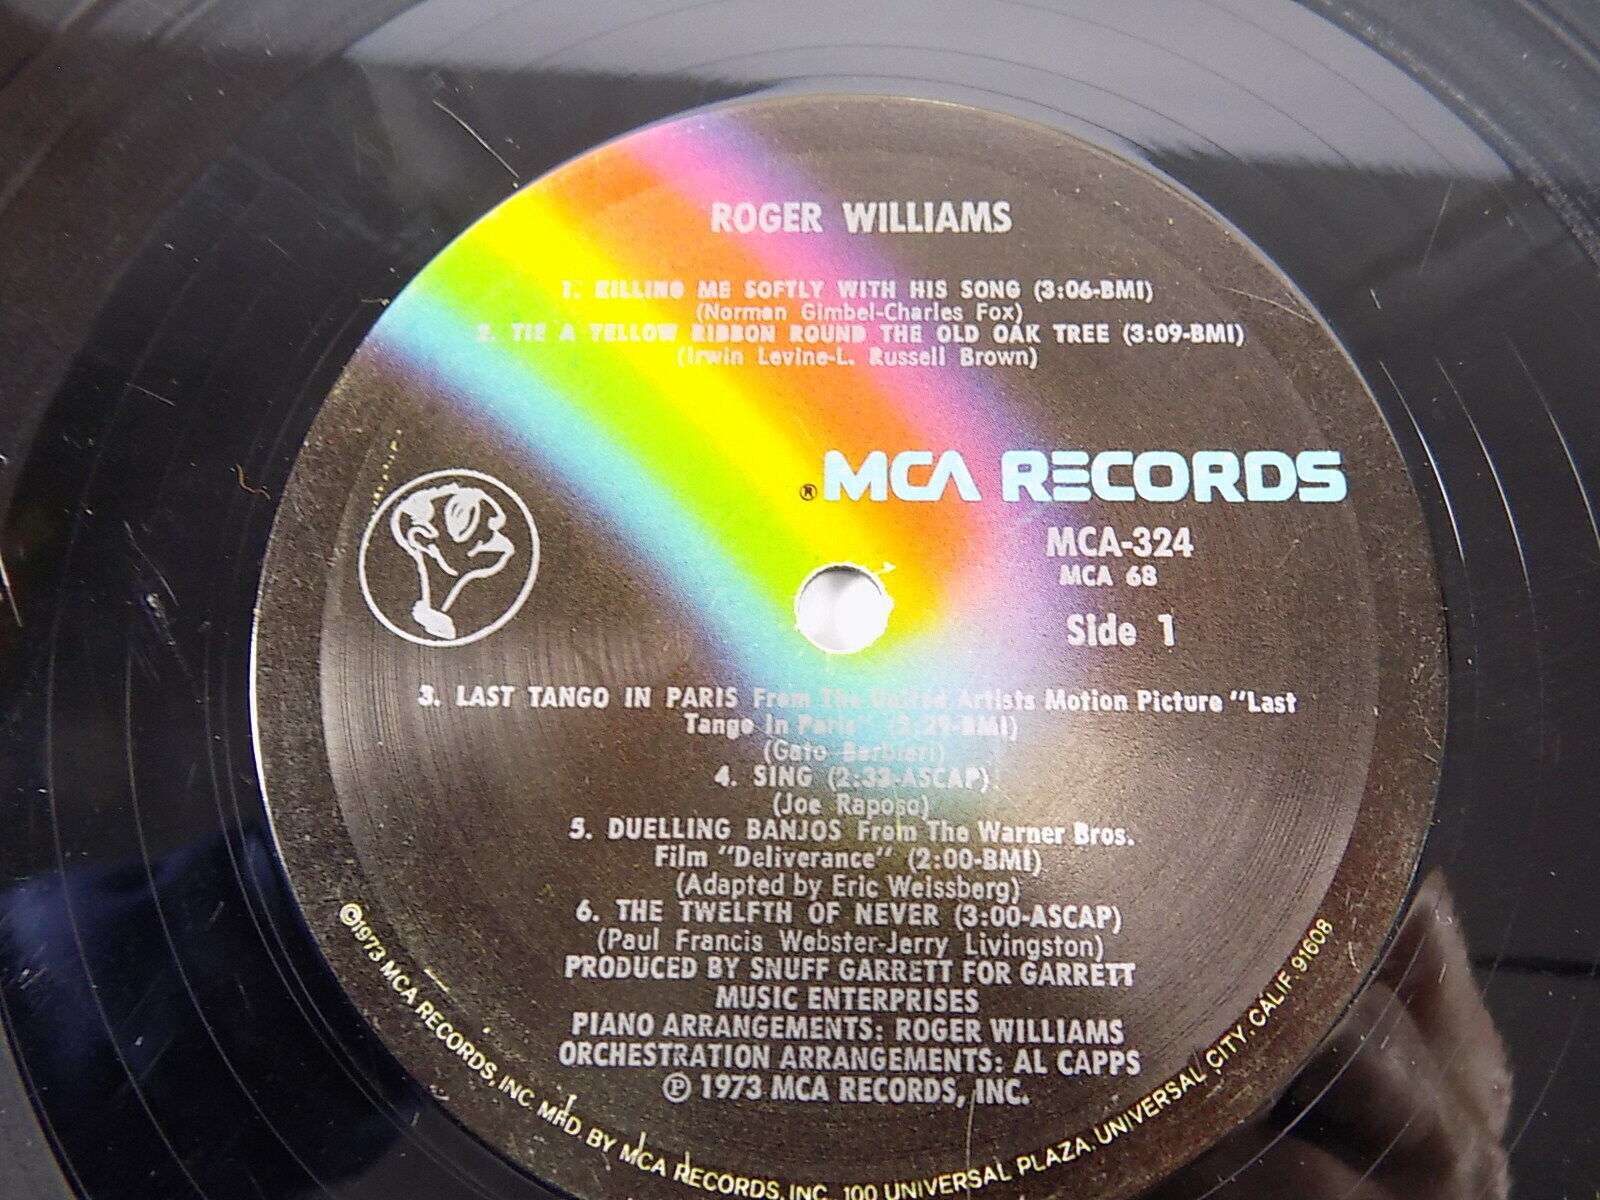 ROGER WILLIAMS
1. KILLING ME SOFTLY WITH HIS SONG (3:06-BMI)
(Norman Gimbel-Charles Fox)
2. TIE A YELLOW RIBBON ROUND THE OLD OAK TREE (3:09-BMI)
(Irwin Levine-L. Russell Brown)
® MCA RECORDS
MCA-324
MCA 68
Side 1
3. LAST TANGO IN PARIS From The United Artists Motion Picture "Last
Tango In Paris" (2:29-BMI)
(Gato Barbieri)
4. SING (2:33-ASCAP)
(Joe Raposo)
5. DUELLING BANJOS From The Warner Bros.
Film "Deliverance" (2:00-BMI)
(Adapted by Eric Weissberg)
6. THE TWELFTH OF NEVER (3:00-ASCAP)
(Paul Francis Webster-Jerry Livingston)
PRODUCED BY SNUFF GARRETT FOR GARRETT
MUSIC ENTERPRISES
PIANO ARRANGEMENTS: ROGER WILLIAMS
ORCHESTRATION ARRANGEMENTS: AL CAPPS
℗ 1973 MCA RECORDS, INC.
©1973 MCA RECORDS, INC. MFD. BY MCA RECORDS, INC. 100 UNIVERSAL PLAZA, UNIVERSAL CITY, CALIF. 91608